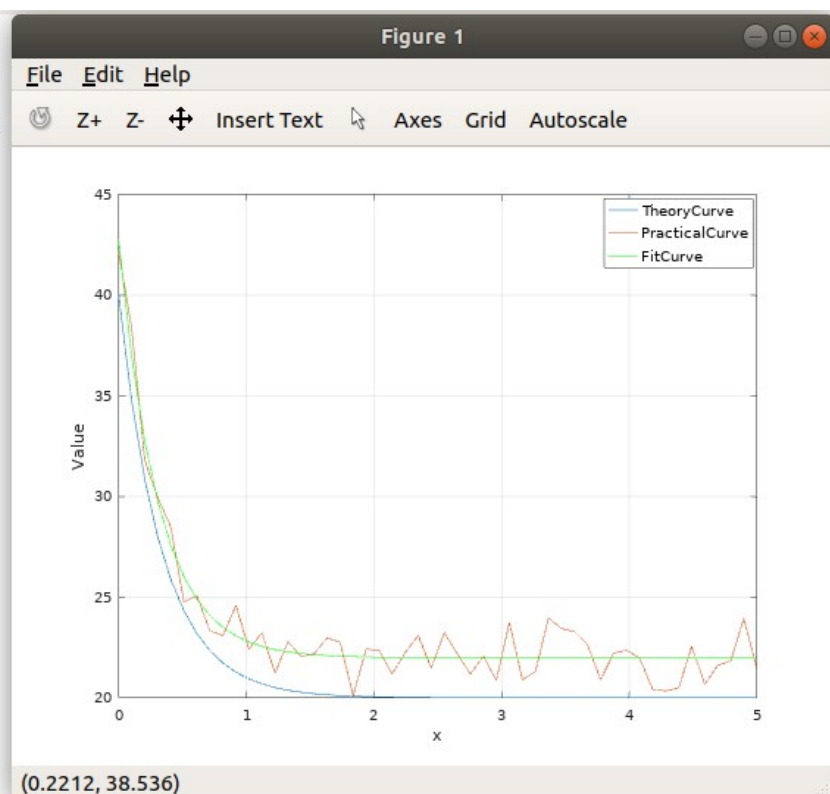 Figure 1
File Edit Help
Z+ Z- Insert Text Axes Grid Autoscale
45
40
35
30
25
20
Value
0 1 2 3 4 5
x
TheoryCurve
PracticalCurve
FitCurve
(0.2212, 38.536)